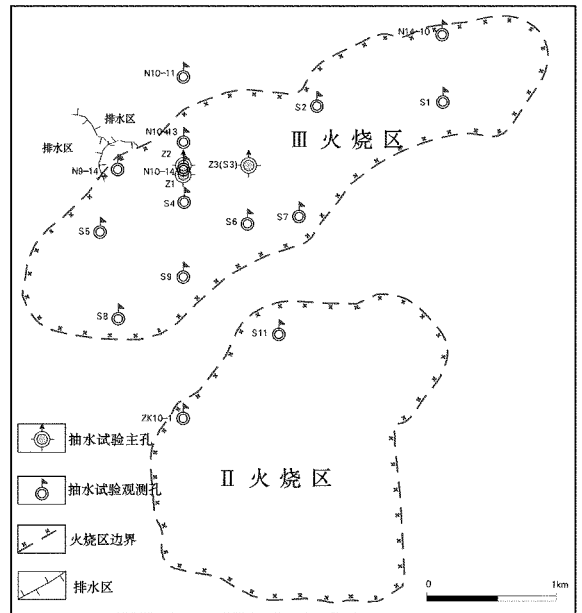 N14-10
N10-11
S2
S1
排水区
N10-13
III 火烧区
排水区
Z2
N9-14
N10-14
Z3(S3)
Z1
S4
S7
S6
S5
S9
S8
S11
ZK10-1
抽水试验主孔
II 火烧区
抽水试验观测孔
火烧区边界
排水区
0
1km